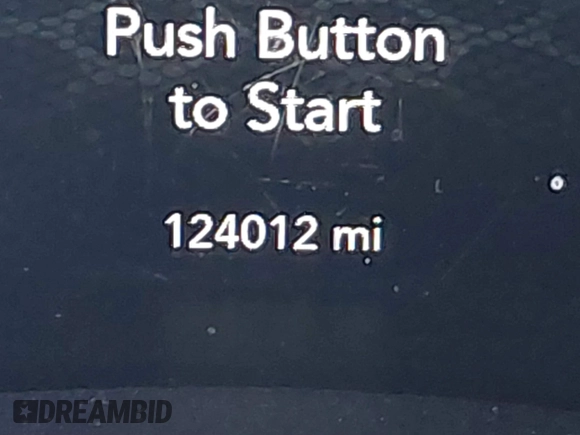 Push Button
to Start
124012 mi
DREAMBID